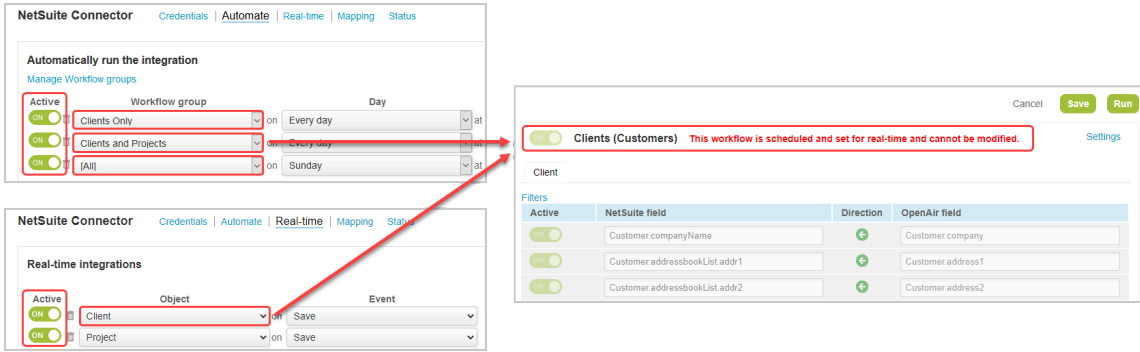 NetSuite Connector Credentials | Automate | Real-time | Mapping Status
Automatically run the integration
Manage Workflow groups
Active Workflow group Day
ON Clients Only on Every day at
ON Clients and Projects on Every day at
ON [All] on Sunday at
NetSuite Connector Credentials | Automate | Real-time | Mapping Status
Real-time integrations
Active Object Event
ON Client on Save
ON Project on Save
Cancel Save Run
ON Clients (Customers) This workflow is scheduled and set for real-time and cannot be modified. Settings
Client
Filters
Active NetSuite field Direction OpenAir field
ON Customer.companyName Customer.company
ON Customer.addressbookList.addr1 Customer.address1
ON Customer.addressbookList.addr2 Customer.address2